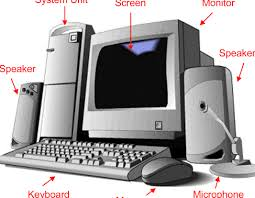 System Unit
Screen
Monitor
Speaker
Speaker
Keyboard
Microphone